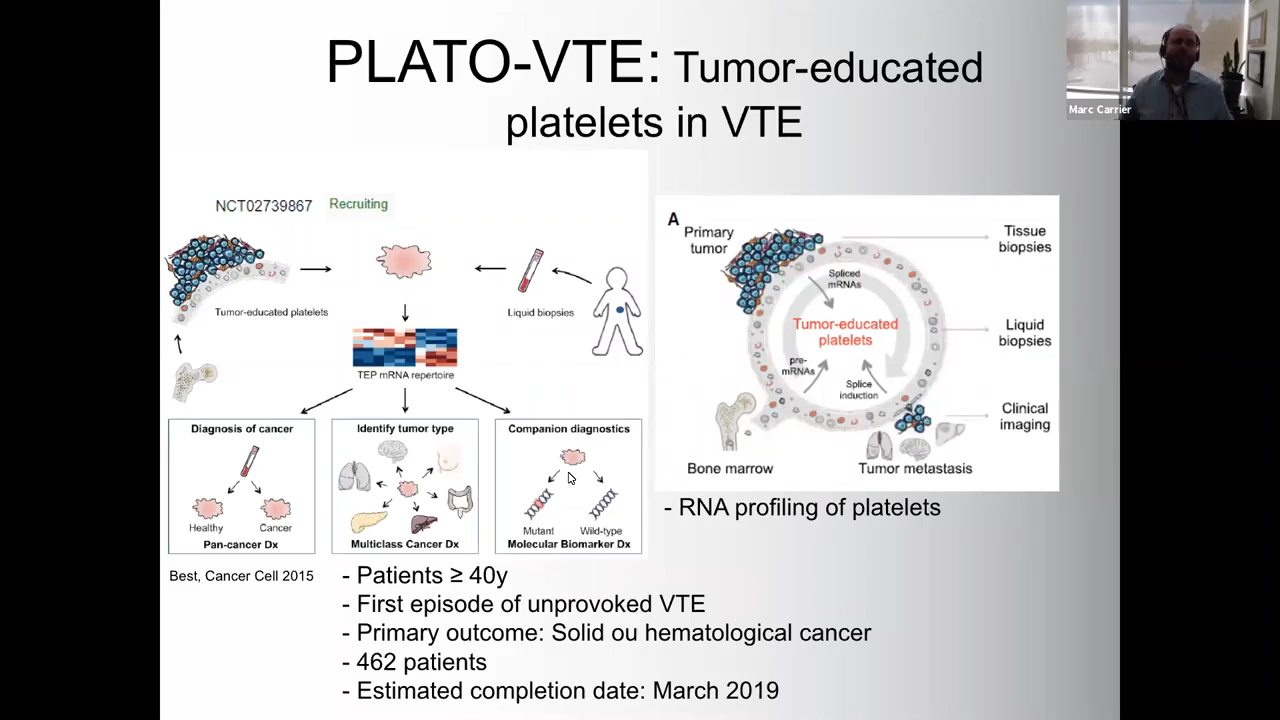 PLATO-VTE: Tumor-educated
platelets in VTE
Marc Carrier
NCT02739867 Recruiting
Tumor-educated platelets
Liquid biopsies
TEP mRNA repertoire
Diagnosis of cancer
Healthy
Cancer
Pan-cancer Dx
Identify tumor type
Multiclass Cancer Dx
Companion diagnostics
Mutant
Wild-type
Molecular Biomarker Dx
A
Primary
tumor
Tissue
biopsies
Spliced
mRNAs
Tumor-educated
platelets
Liquid
biopsies
pre-
mRNAs
Splice
induction
Clinical
imaging
Bone marrow
Tumor metastasis
- RNA profiling of platelets
Best, Cancer Cell 2015
- Patients ≥ 40y
- First episode of unprovoked VTE
- Primary outcome: Solid ou hematological cancer
- 462 patients
- Estimated completion date: March 2019